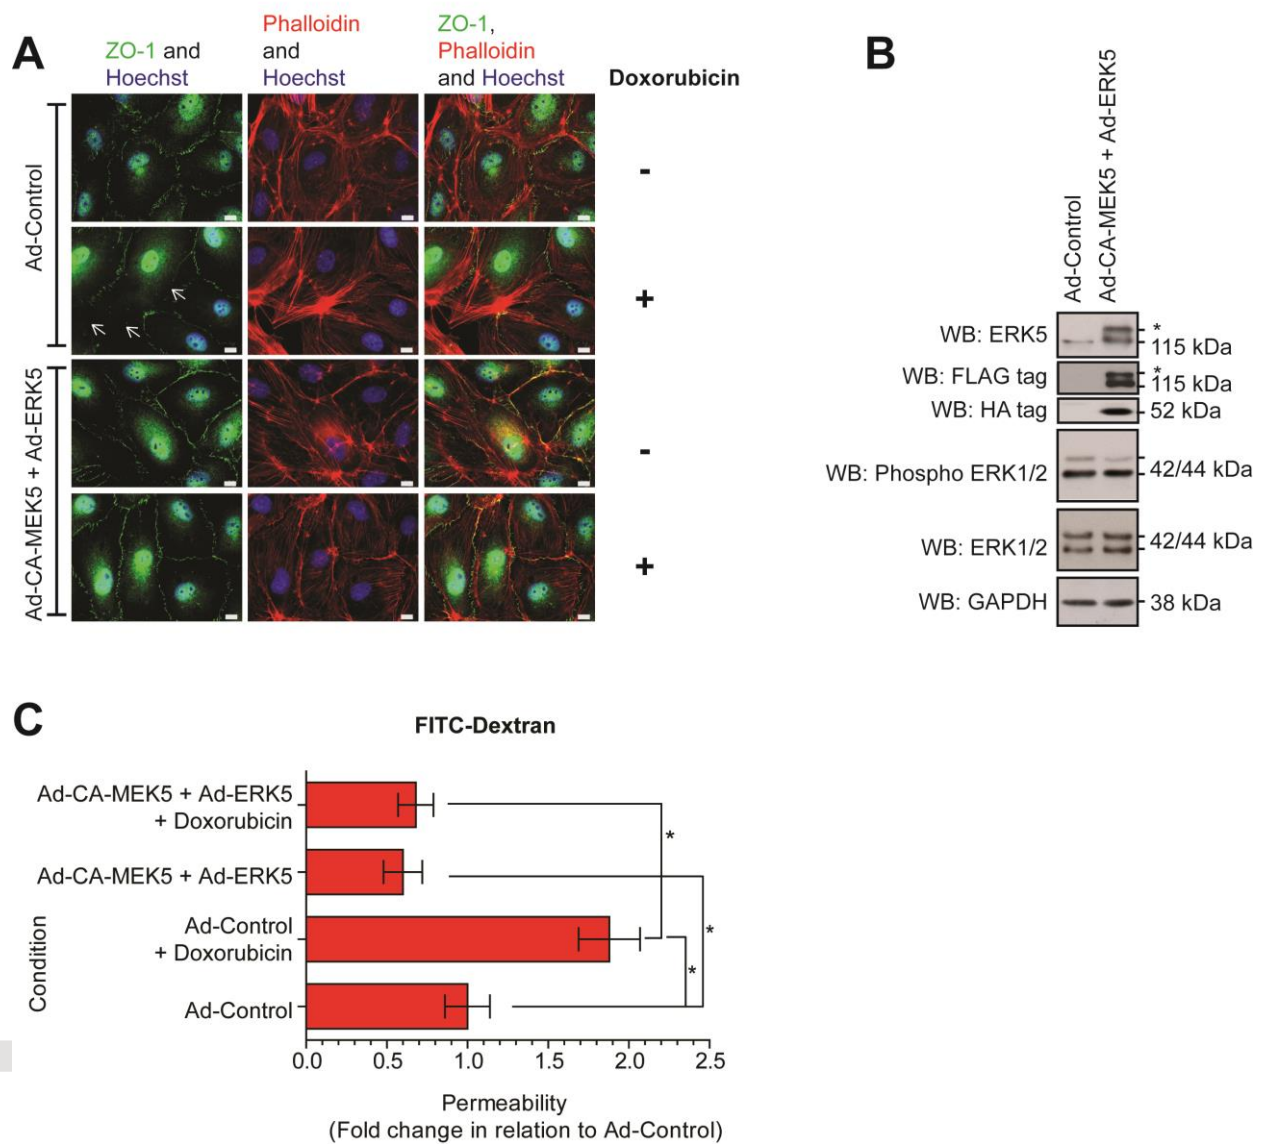 A
ZO-1 and
Hoechst
Phalloidin
and
Hoechst
ZO-1,
Phalloidin
and Hoechst
Doxorubicin
Ad-Control
-
+
Ad-CA-MEK5 + Ad-ERK5
-
+
B
Ad-Control
Ad-CA-MEK5 + Ad-ERK5
WB: ERK5
*
115 kDa
WB: FLAG tag
*
115 kDa
WB: HA tag
52 kDa
WB: Phospho ERK1/2
42/44 kDa
WB: ERK1/2
42/44 kDa
WB: GAPDH
38 kDa
C
FITC-Dextran
Condition
Ad-CA-MEK5 + Ad-ERK5
+ Doxorubicin
*
Ad-CA-MEK5 + Ad-ERK5
Ad-Control
+ Doxorubicin
*
*
Ad-Control
0.0 0.5 1.0 1.5 2.0 2.5
Permeability
(Fold change in relation to Ad-Control)